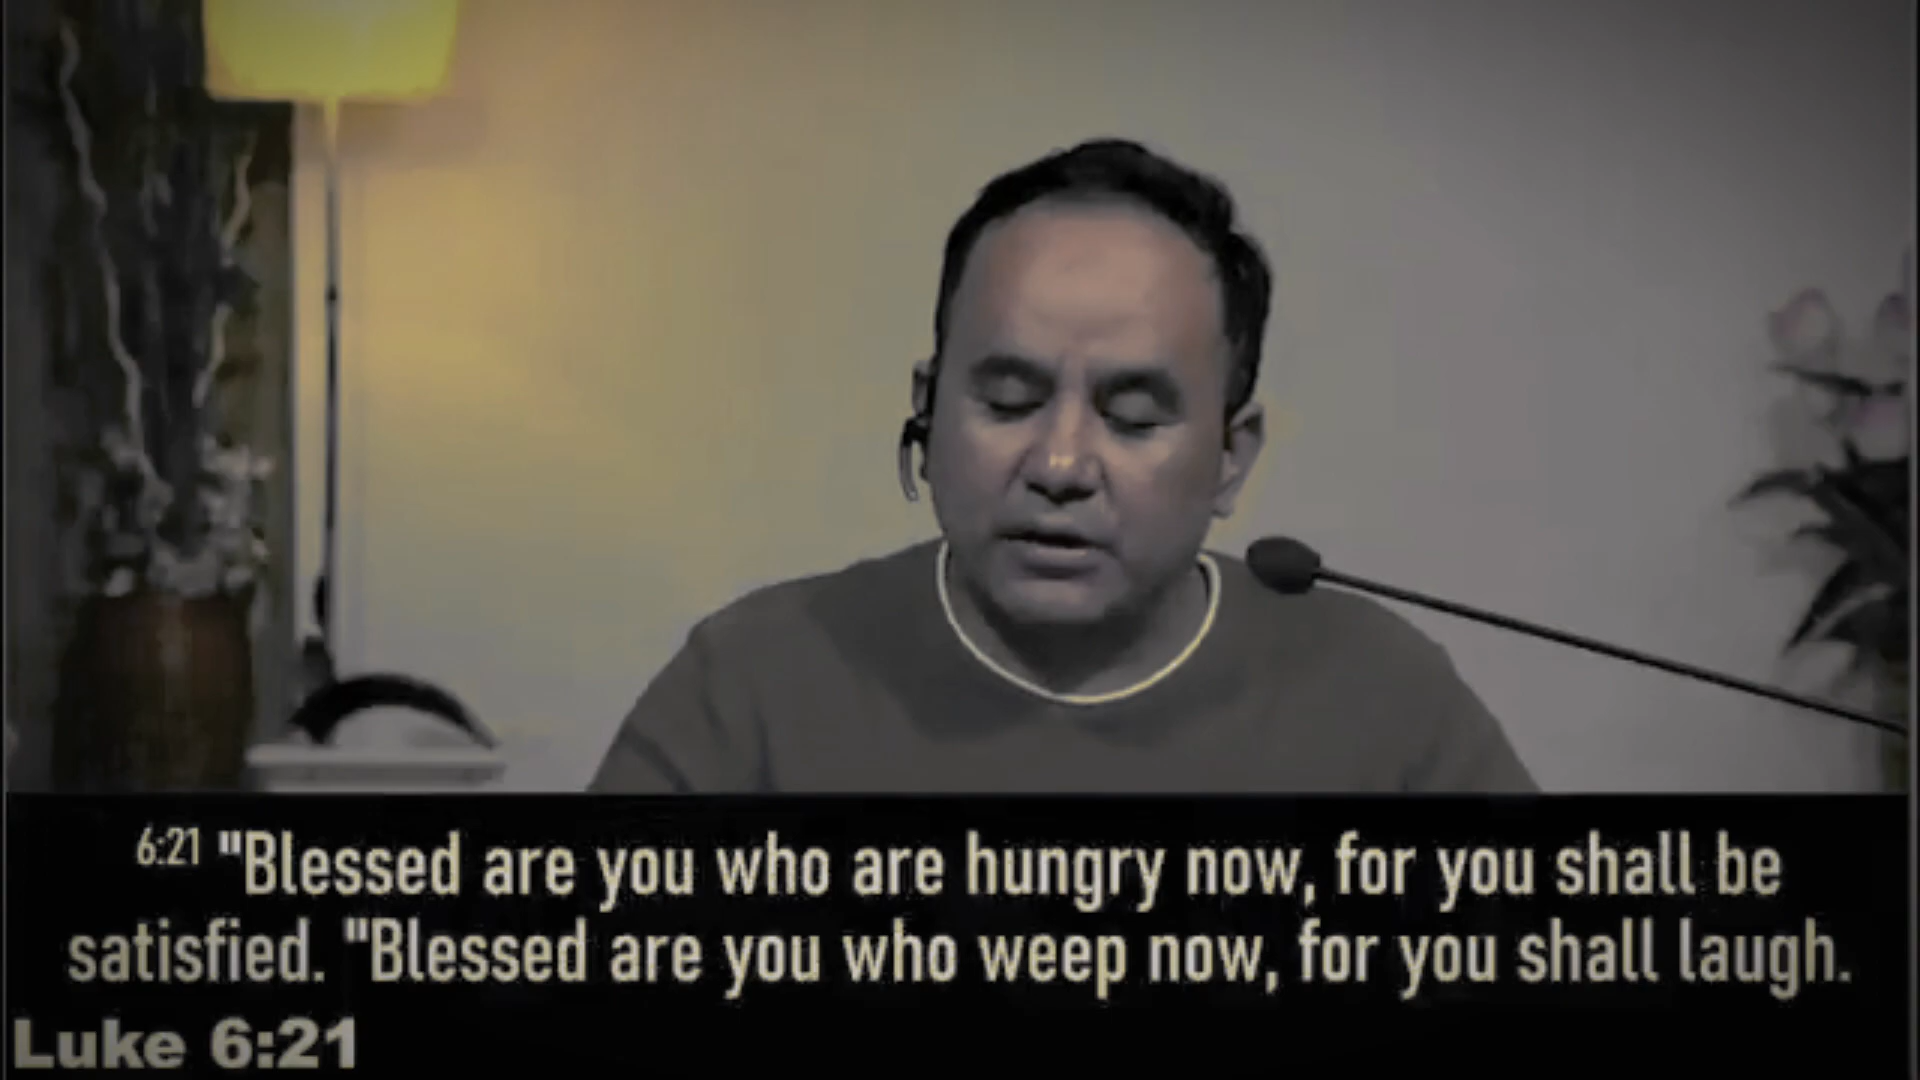 6:21 "Blessed are you who are hungry now, for you shall be
satisfied. "Blessed are you who weep now, for you shall laugh.
Luke 6:21